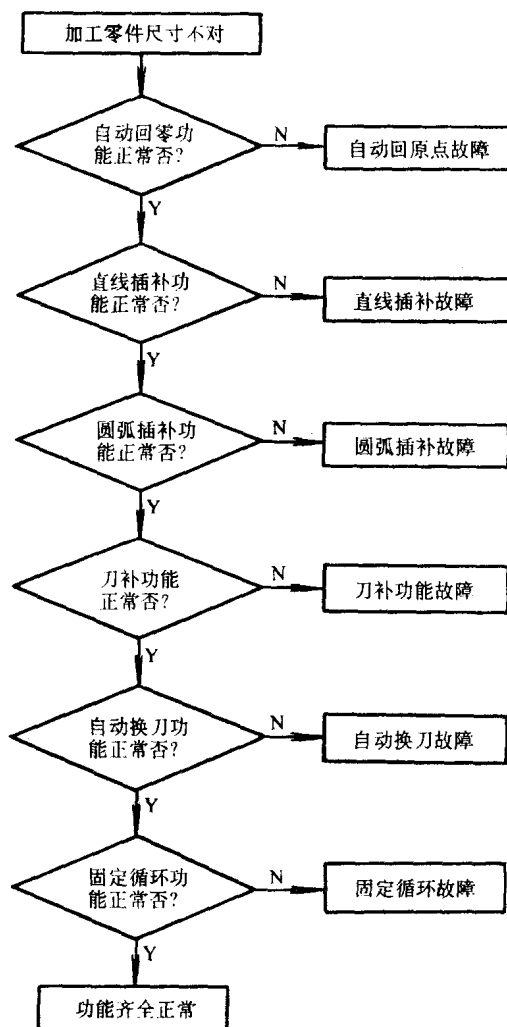 加工零件尺寸不对
自动回零功
能正常否?
N
自动回原点故障
Y
直线插补功
能正常否?
N
直线插补故障
Y
圆弧插补功
能正常否?
N
圆弧插补故障
Y
刀补功能
正常否?
N
刀补功能故障
Y
自动换刀功
能正常否?
N
自动换刀故障
Y
固定循环功
能正常否?
N
固定循环故障
Y
功能齐全正常